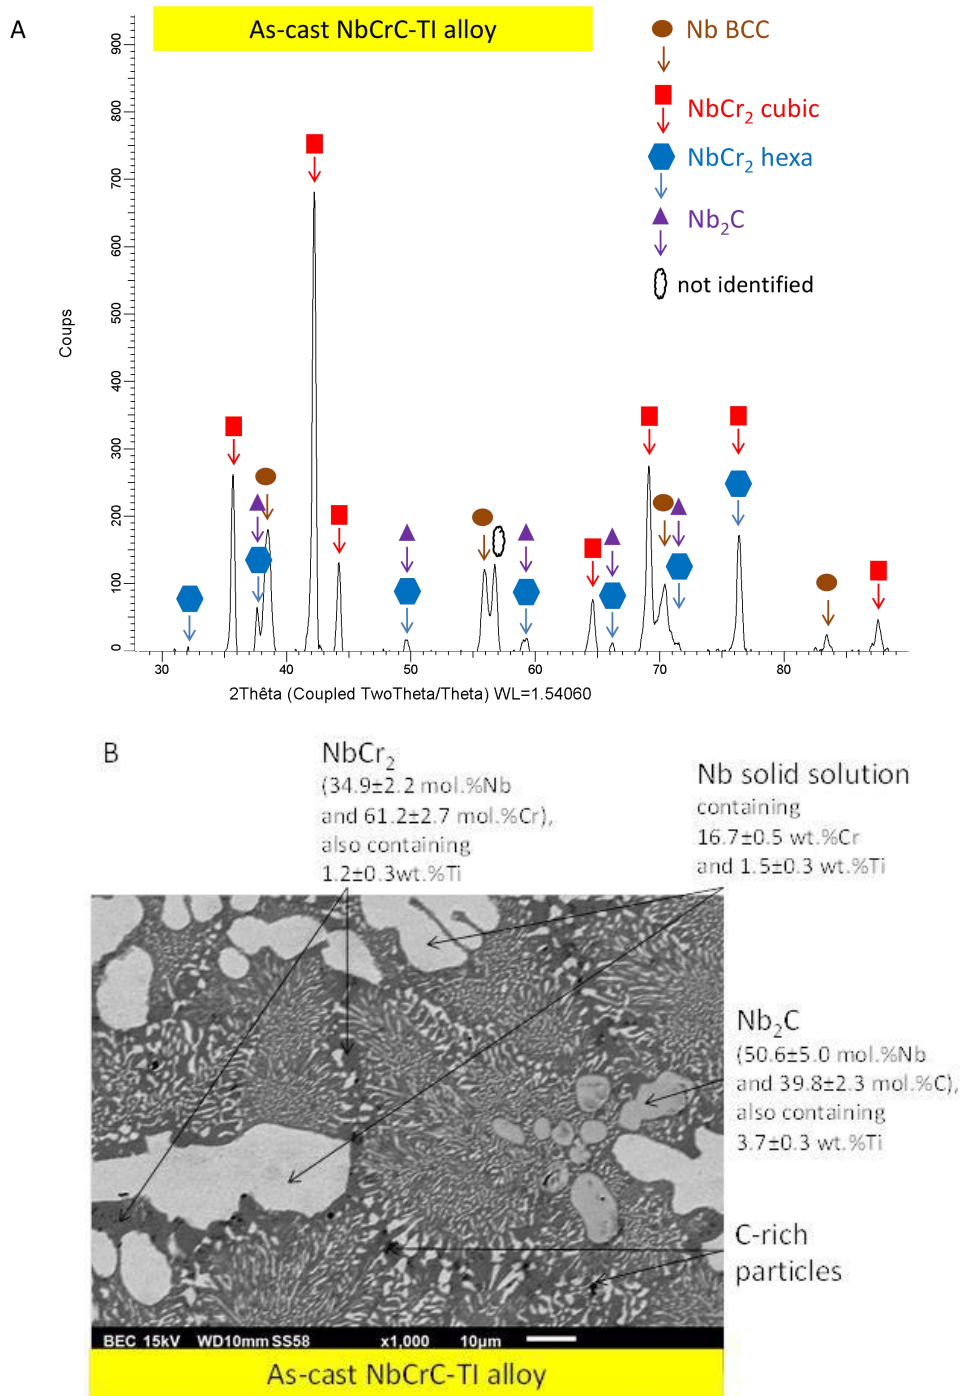 A
As-cast NbCrC-TI alloy
Nb BCC
NbCr₂ cubic
NbCr₂ hexa
Nb₂C
not identified
Coups
900
800
700
600
500
400
300
200
100
0
30 40 50 60 70 80
2Thêta (Coupled TwoTheta/Theta) WL=1.54060
B
NbCr₂
(34.9±2.2 mol.%Nb
and 61.2±2.7 mol.%Cr),
also containing
1.2±0.3wt.%Ti
Nb solid solution
containing
16.7±0.5 wt.%Cr
and 1.5±0.3 wt.%Ti
Nb₂C
(50.6±5.0 mol.%Nb
and 39.8±2.3 mol.%C),
also containing
3.7±0.3 wt.%Ti
C-rich
particles
BEC 15kV WD10mm SS58 x1,000 10µm
As-cast NbCrC-TI alloy